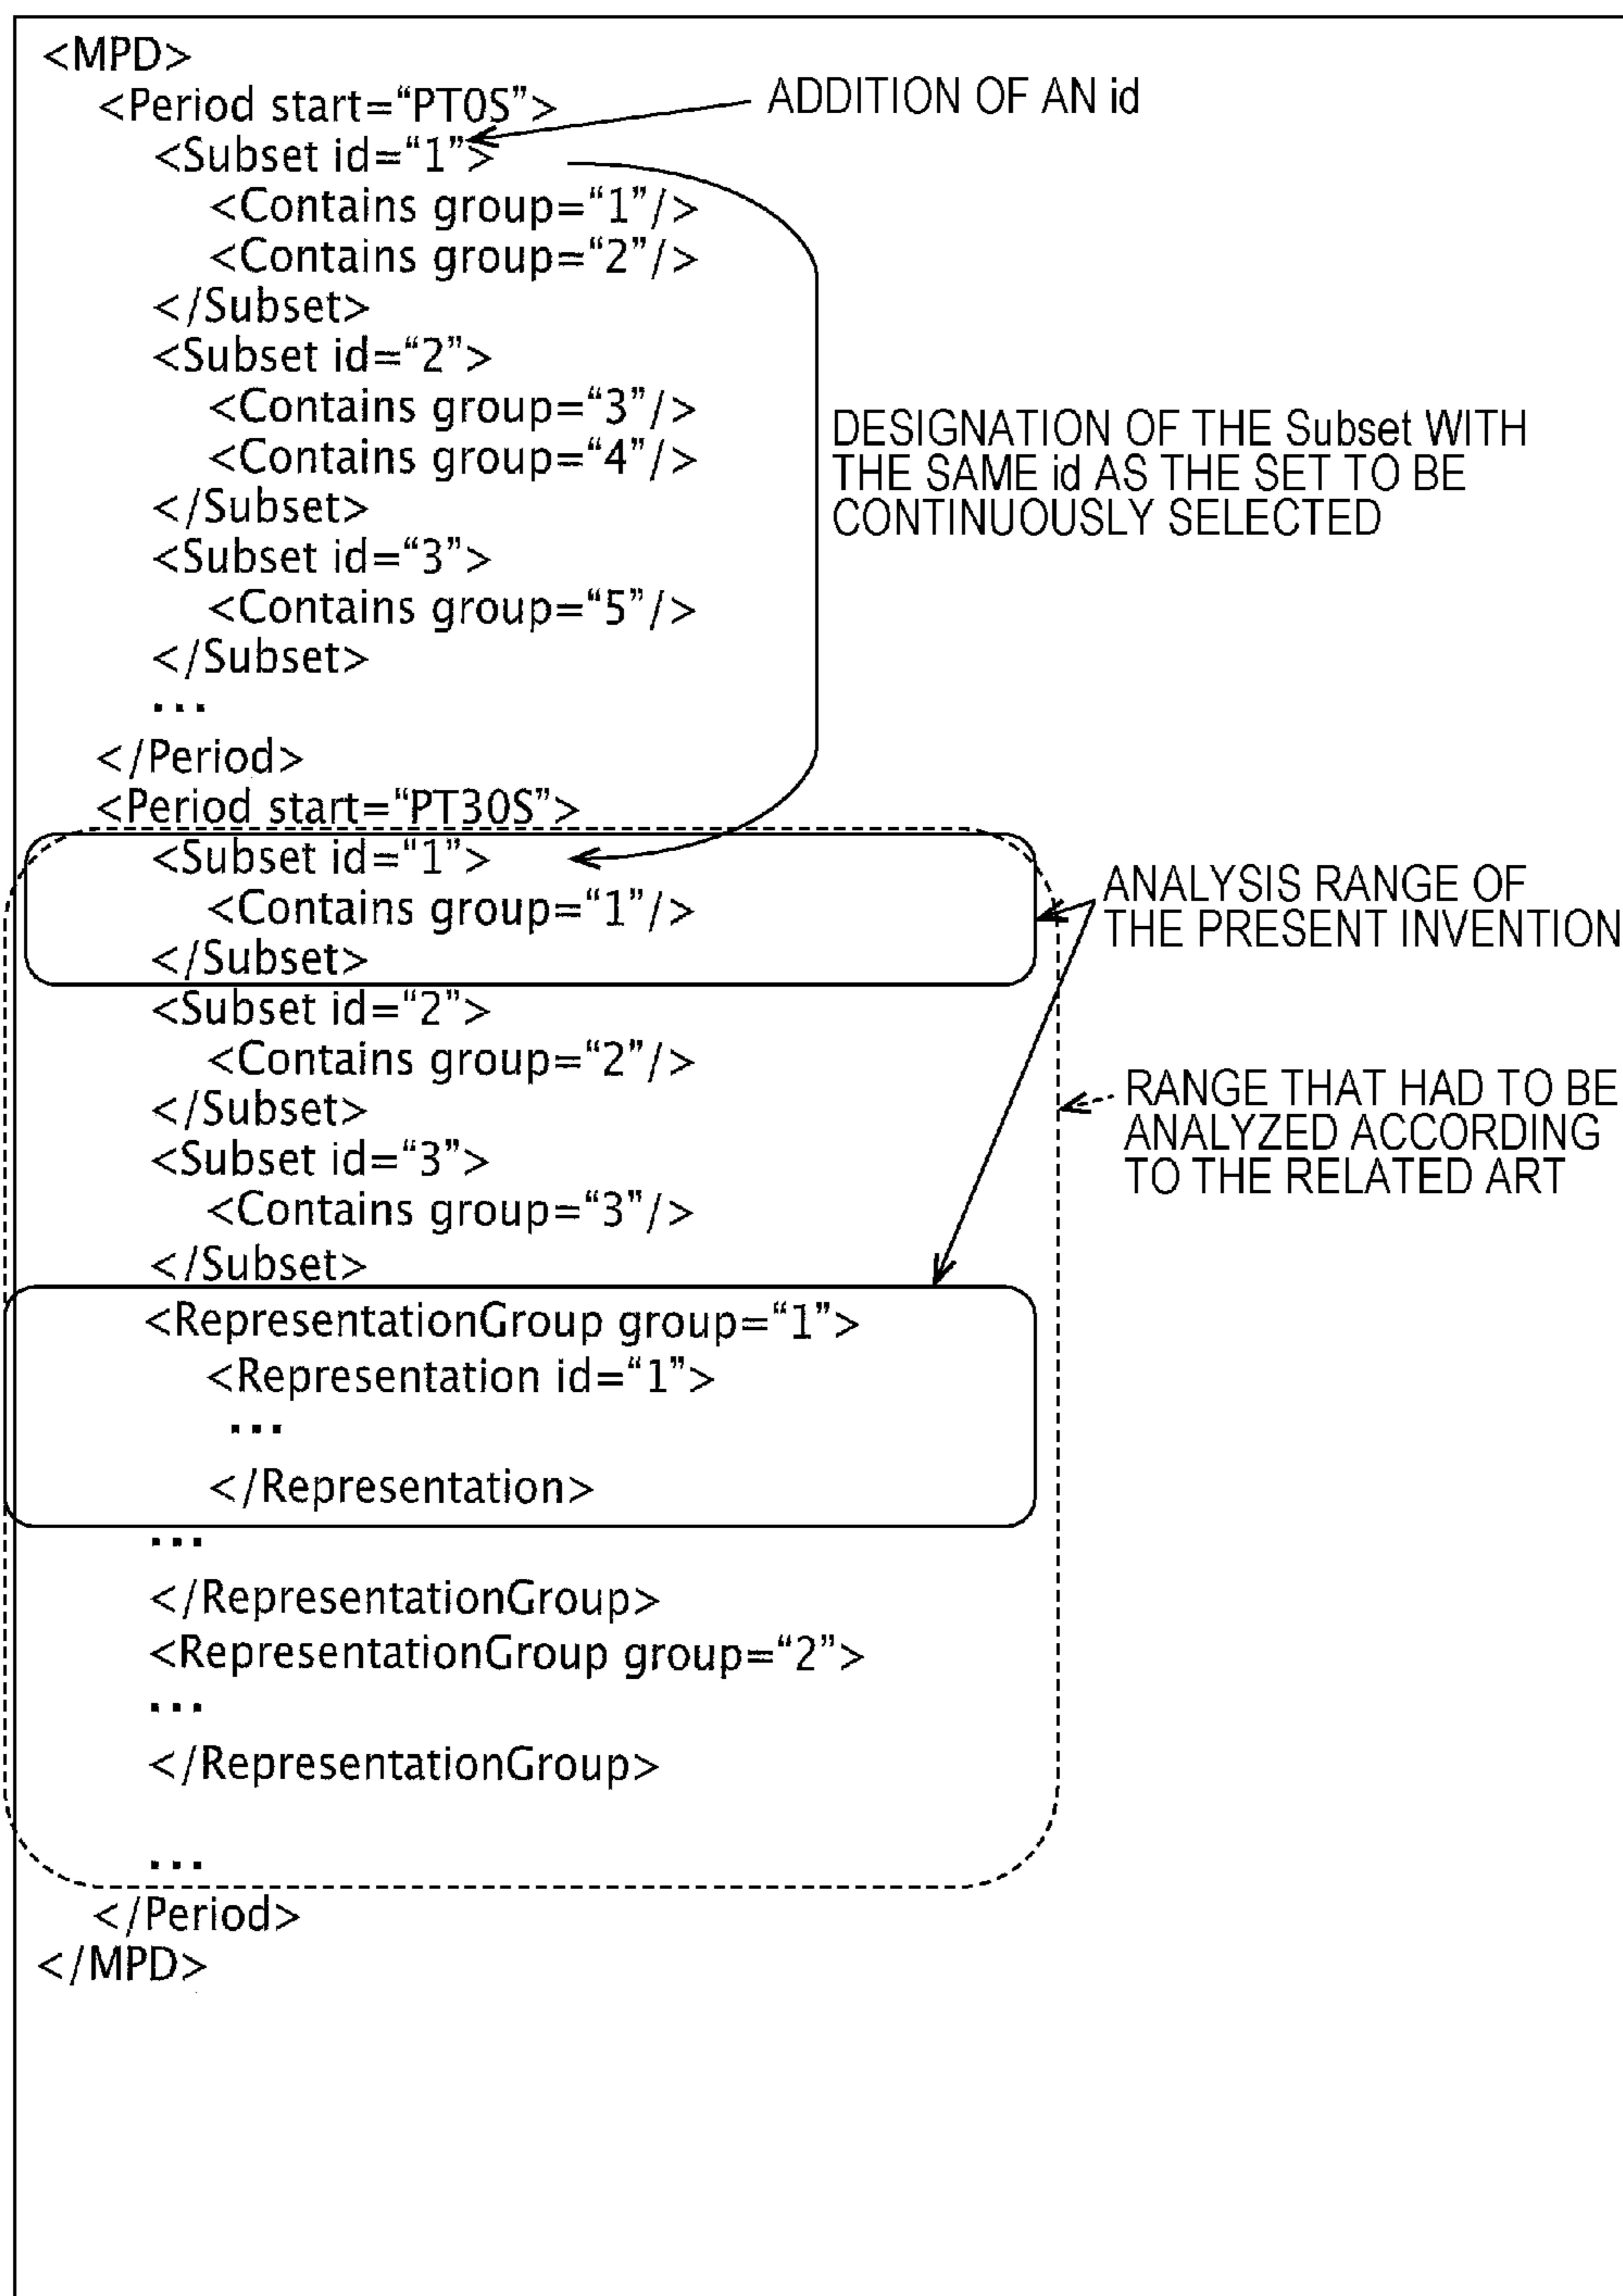 <MPD>
<Period start=“PT0S”>
ADDITION OF AN id
<Subset id=“1”>
<Contains group=“1”/>
<Contains group=“2”/>
</Subset>
<Subset id=“2”>
<Contains group=“3”/>
<Contains group=“4”/>
</Subset>
<Subset id=“3”>
<Contains group=“5”/>
</Subset>
...
</Period>
DESIGNATION OF THE Subset WITH
THE SAME id AS THE SET TO BE
CONTINUOUSLY SELECTED
<Period start=“PT30S”>
<Subset id=“1”>
<Contains group=“1”/>
</Subset>
ANALYSIS RANGE OF
THE PRESENT INVENTION
<Subset id=“2”>
<Contains group=“2”/>
</Subset>
<Subset id=“3”>
<Contains group=“3”/>
</Subset>
RANGE THAT HAD TO BE
ANALYZED ACCORDING
TO THE RELATED ART
<RepresentationGroup group=“1”>
<Representation id=“1”>
...
</Representation>
...
</RepresentationGroup>
<RepresentationGroup group=“2”>
...
</RepresentationGroup>
...
</Period>
</MPD>